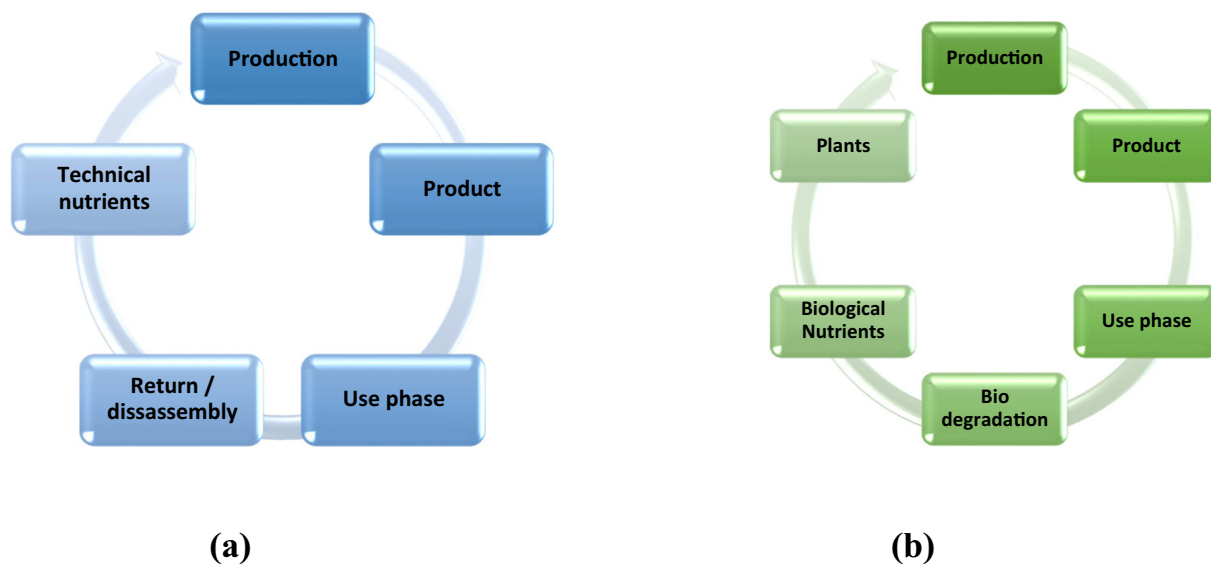 Production
Product
Use phase
Return /
dissassembly
Technical
nutrients
(a)
Production
Product
Use phase
Bio
degradation
Biological
Nutrients
Plants
(b)